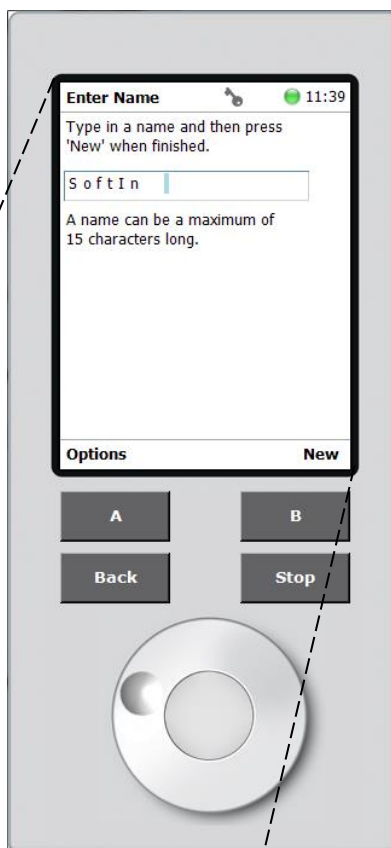 Enter Name 11:39
Type in a name and then press
'New' when finished.
SoftIn
A name can be a maximum of
15 characters long.
Options New
A B
Back Stop